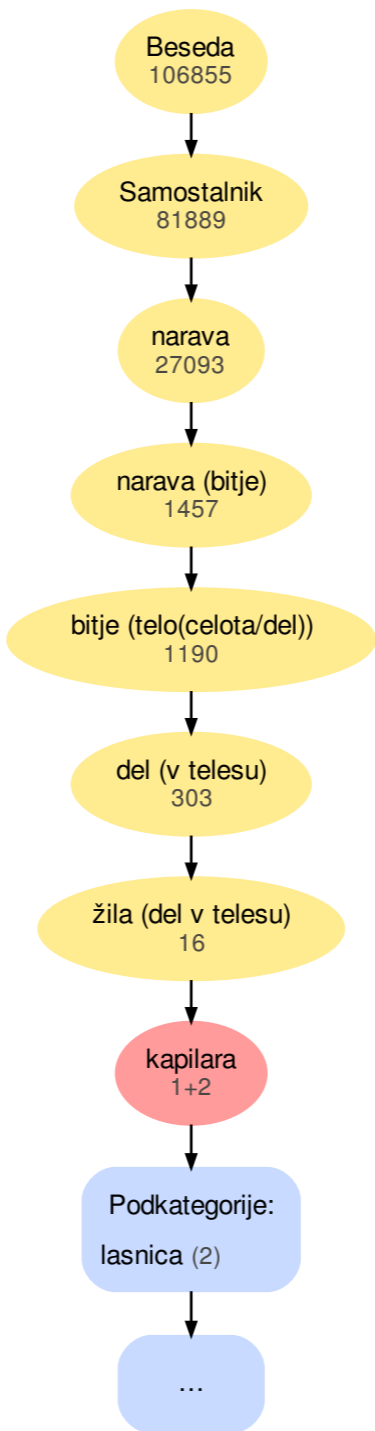 Beseda
106855
Samostalnik
81889
narava
27093
narava (bitje)
1457
bitje (telo(celota/del))
1190
del (v telesu)
303
žila (del v telesu)
16
kapilara
1+2
Podkategorije:
lasnica (2)
...